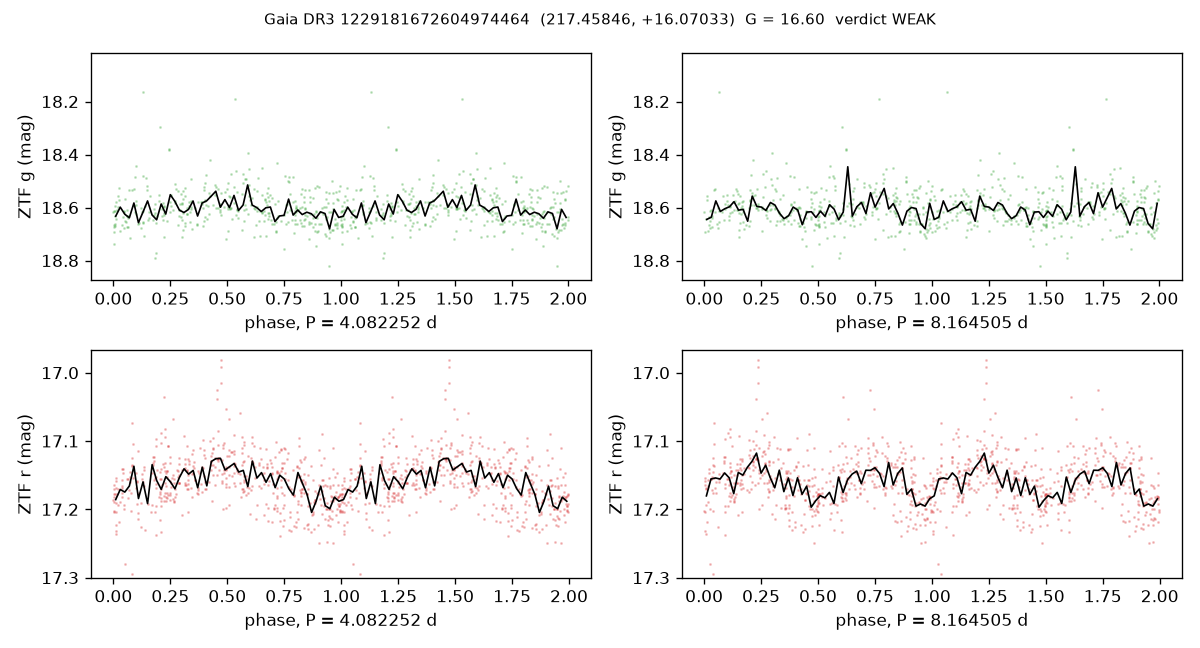 Gaia DR3 1229181672604974464 (217.45846, +16.07033) G = 16.60 verdict WEAK
ZTF g (mag)
18.2
18.4
18.6
18.8
0.00 0.25 0.50 0.75 1.00 1.25 1.50 1.75 2.00
phase, P = 4.082252 d
ZTF g (mag)
18.2
18.4
18.6
18.8
0.00 0.25 0.50 0.75 1.00 1.25 1.50 1.75 2.00
phase, P = 8.164505 d
ZTF r (mag)
17.0
17.1
17.2
17.3
0.00 0.25 0.50 0.75 1.00 1.25 1.50 1.75 2.00
phase, P = 4.082252 d
ZTF r (mag)
17.0
17.1
17.2
17.3
0.00 0.25 0.50 0.75 1.00 1.25 1.50 1.75 2.00
phase, P = 8.164505 d